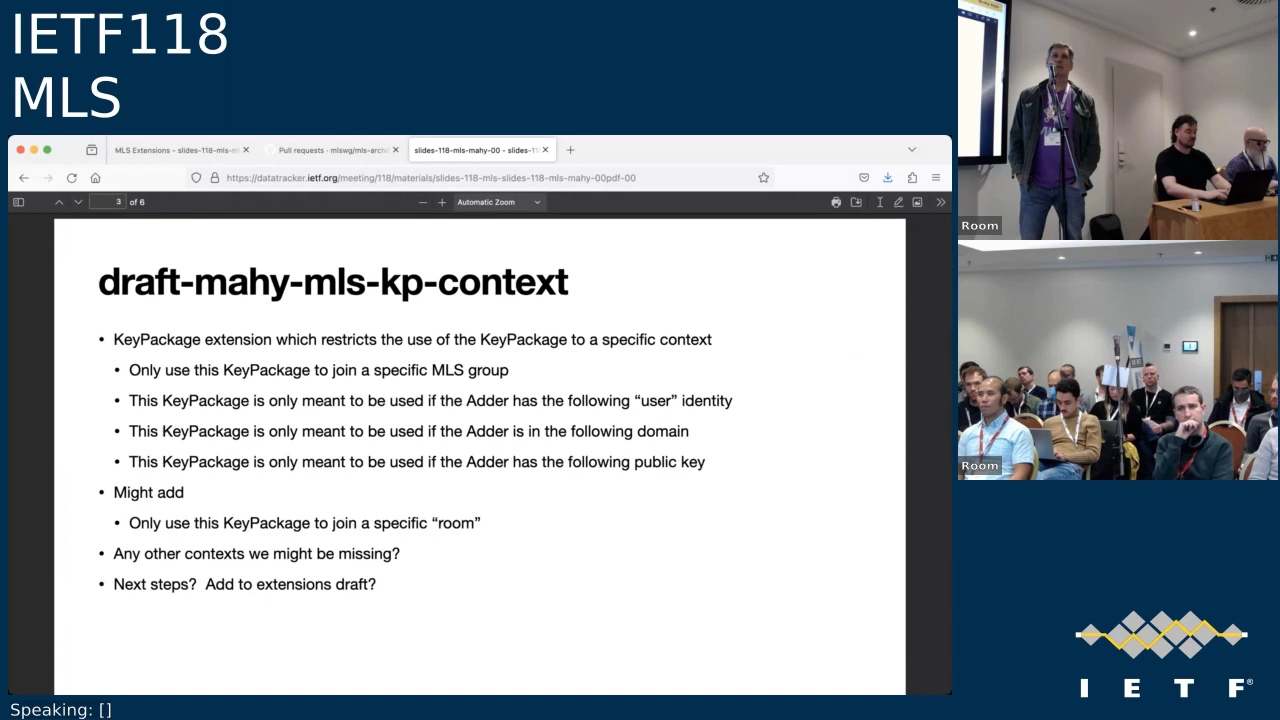 IETF118
MLS
MLS Extensions - slides-118-mls-m
Pull requests · mlswg/mls-archi
slides-118-mls-mahy-00 - slides-11
https://datatracker.ietf.org/meeting/118/materials/slides-118-mls-slides-118-mls-mahy-00pdf-00
3 of 6
Automatic Zoom
draft-mahy-mls-kp-context
• KeyPackage extension which restricts the use of the KeyPackage to a specific context
• Only use this KeyPackage to join a specific MLS group
• This KeyPackage is only meant to be used if the Adder has the following “user” identity
• This KeyPackage is only meant to be used if the Adder is in the following domain
• This KeyPackage is only meant to be used if the Adder has the following public key
• Might add
• Only use this KeyPackage to join a specific “room”
• Any other contexts we might be missing?
• Next steps? Add to extensions draft?
Room
Room
I E T F®
Speaking: []